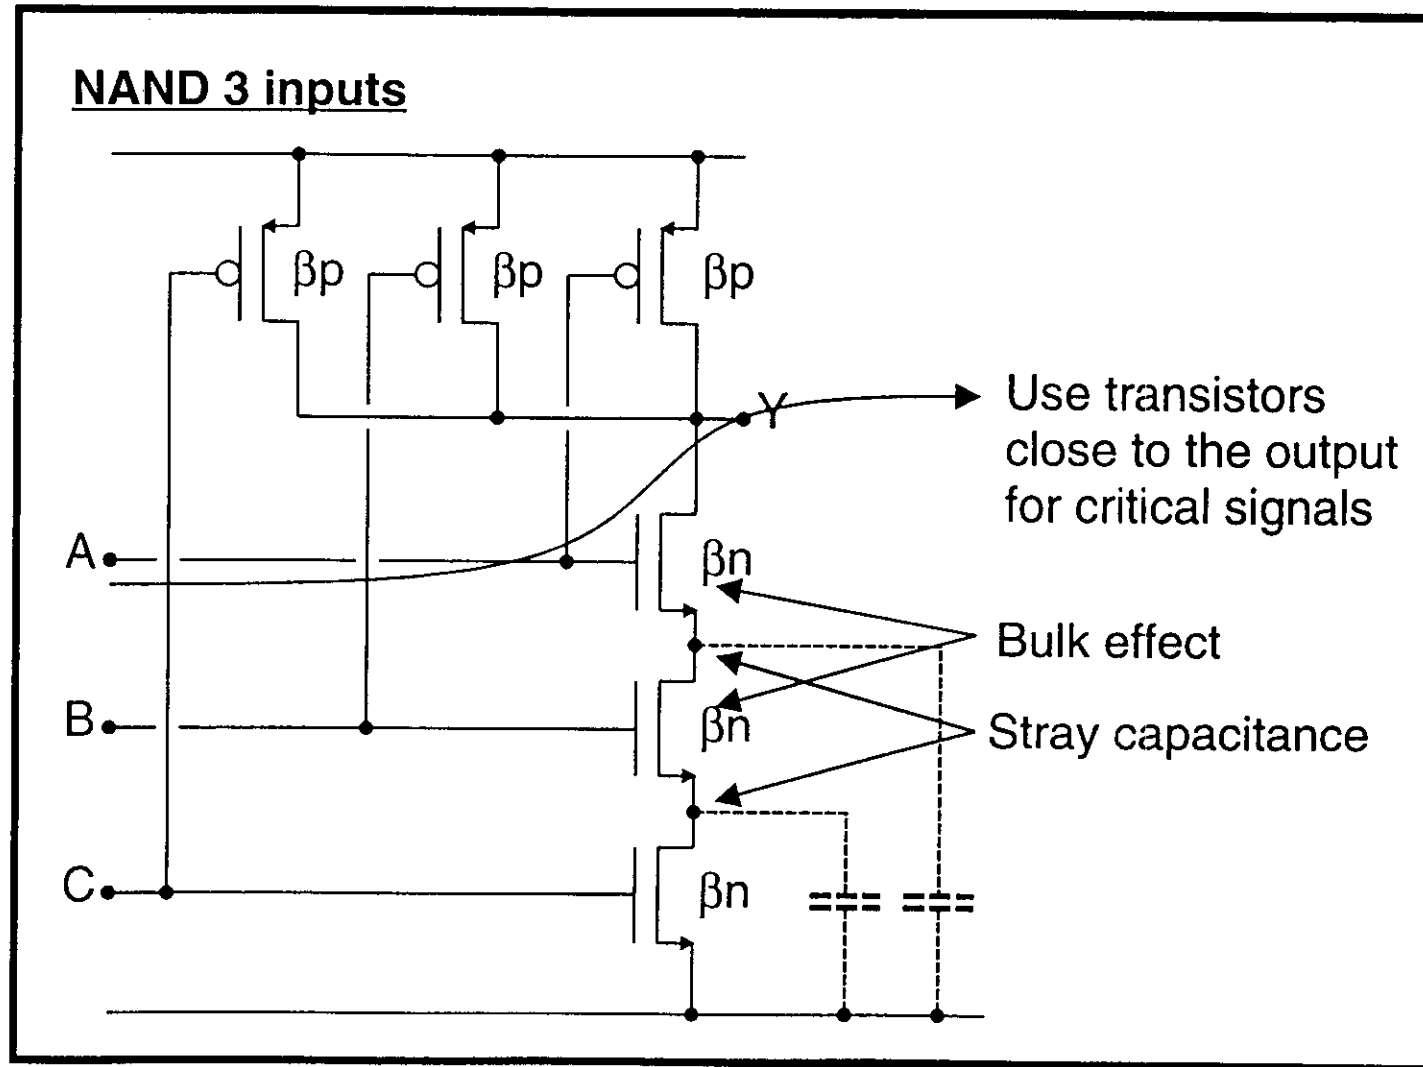 NAND 3 inputs
βp βp βp
Y
Use transistors
close to the output
for critical signals
A
βn
Bulk effect
B
βn
Stray capacitance
C
βn